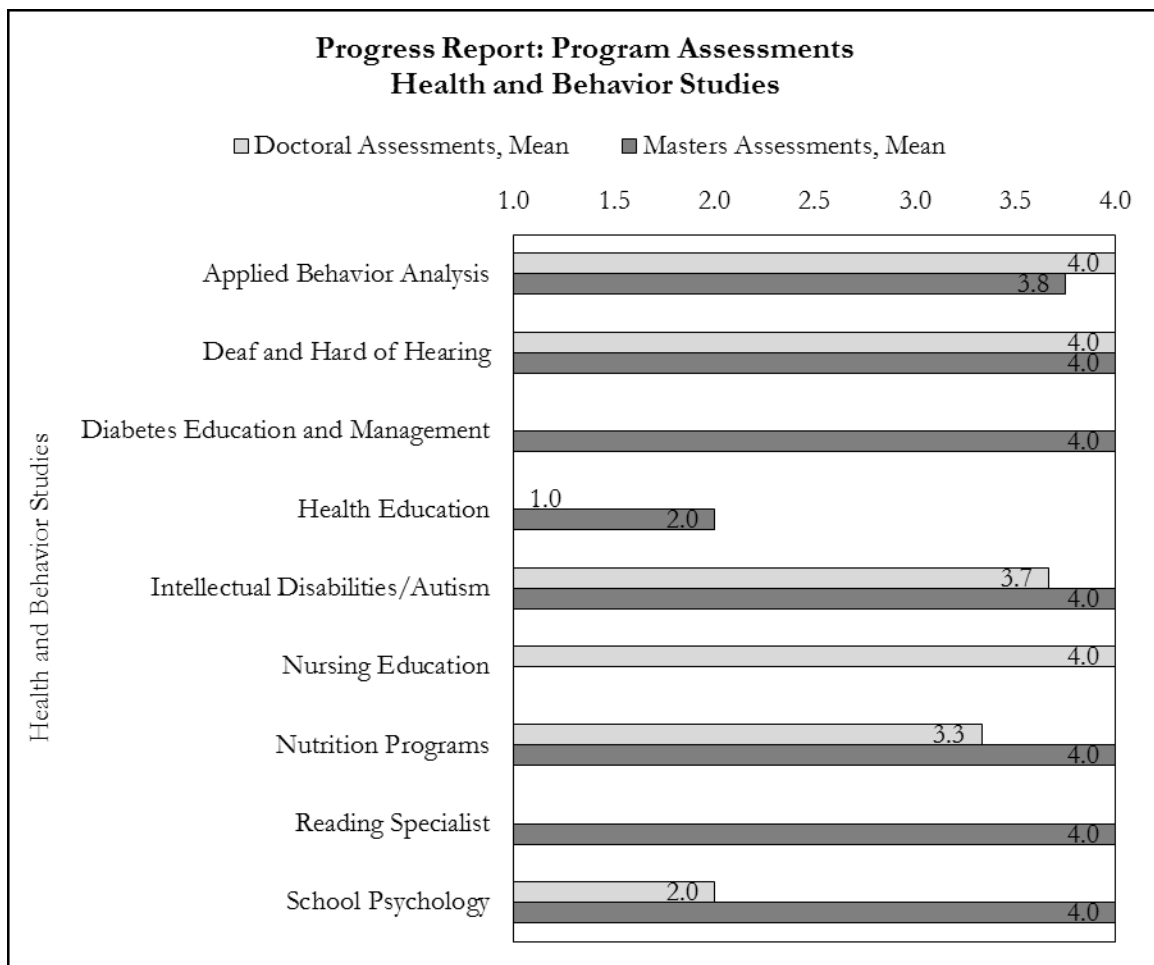 Progress Report: Program Assessments
Health and Behavior Studies
Doctoral Assessments, Mean Masters Assessments, Mean
1.0 1.5 2.0 2.5 3.0 3.5 4.0
Health and Behavior Studies
Applied Behavior Analysis
4.0
3.8
Deaf and Hard of Hearing
4.0
4.0
Diabetes Education and Management
4.0
Health Education
1.0
2.0
Intellectual Disabilities/Autism
3.7
4.0
Nursing Education
4.0
Nutrition Programs
3.3
4.0
Reading Specialist
4.0
School Psychology
2.0
4.0